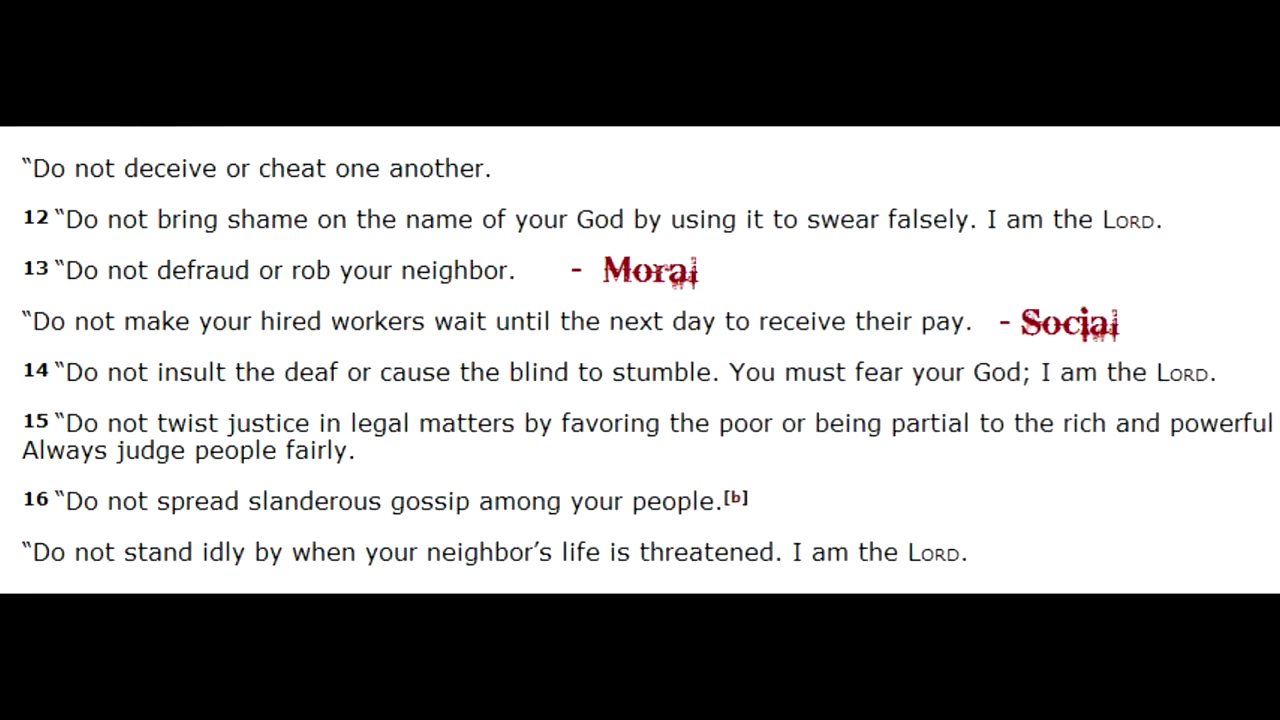 “Do not deceive or cheat one another.
12 “Do not bring shame on the name of your God by using it to swear falsely. I am the LORD.
13 “Do not defraud or rob your neighbor. - Moral
“Do not make your hired workers wait until the next day to receive their pay. - Social
14 “Do not insult the deaf or cause the blind to stumble. You must fear your God; I am the LORD.
15 “Do not twist justice in legal matters by favoring the poor or being partial to the rich and powerful
Always judge people fairly.
16 “Do not spread slanderous gossip among your people.[b]
“Do not stand idly by when your neighbor’s life is threatened. I am the LORD.